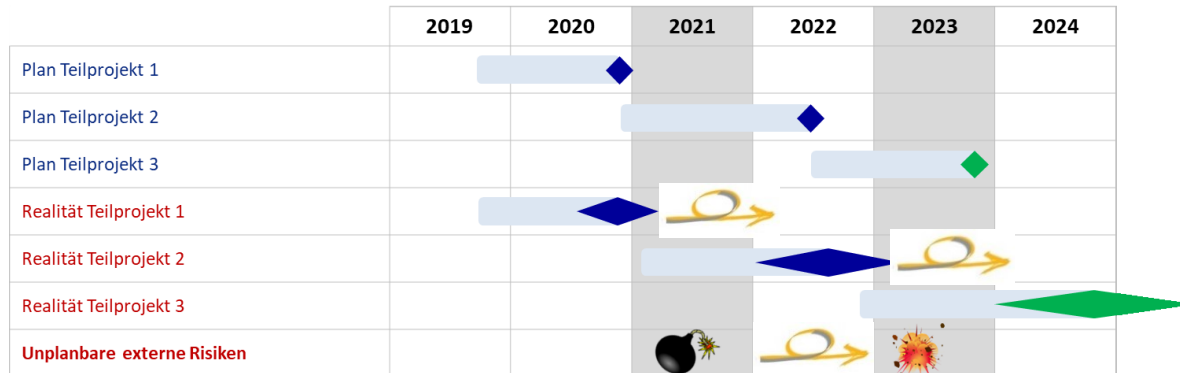 2019 2020 2021 2022 2023 2024
Plan Teilprojekt 1
Plan Teilprojekt 2
Plan Teilprojekt 3
Realität Teilprojekt 1
Realität Teilprojekt 2
Realität Teilprojekt 3
Unplanbare externe Risiken